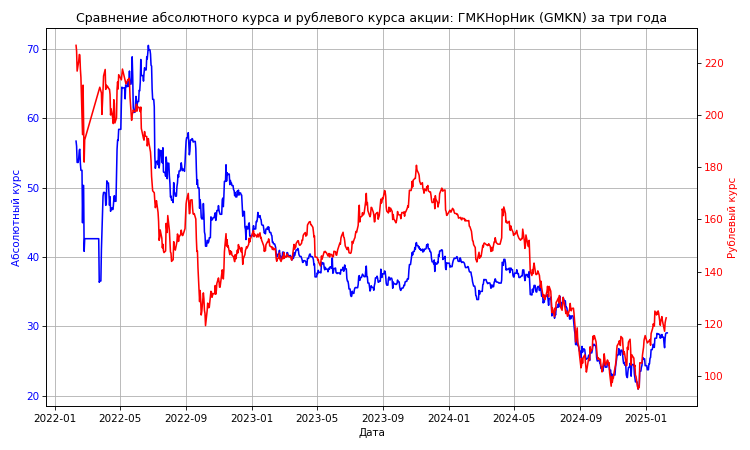 Сравнение абсолютного курса и рублевого курса акции: ГМКНорНик (GMKN) за три года
Абсолютный курс
70
60
50
40
30
20
220
200
180
160
140
120
100
Рублевый курс
2022-01 2022-05 2022-09 2023-01 2023-05 2023-09 2024-01 2024-05 2024-09 2025-01
Дата